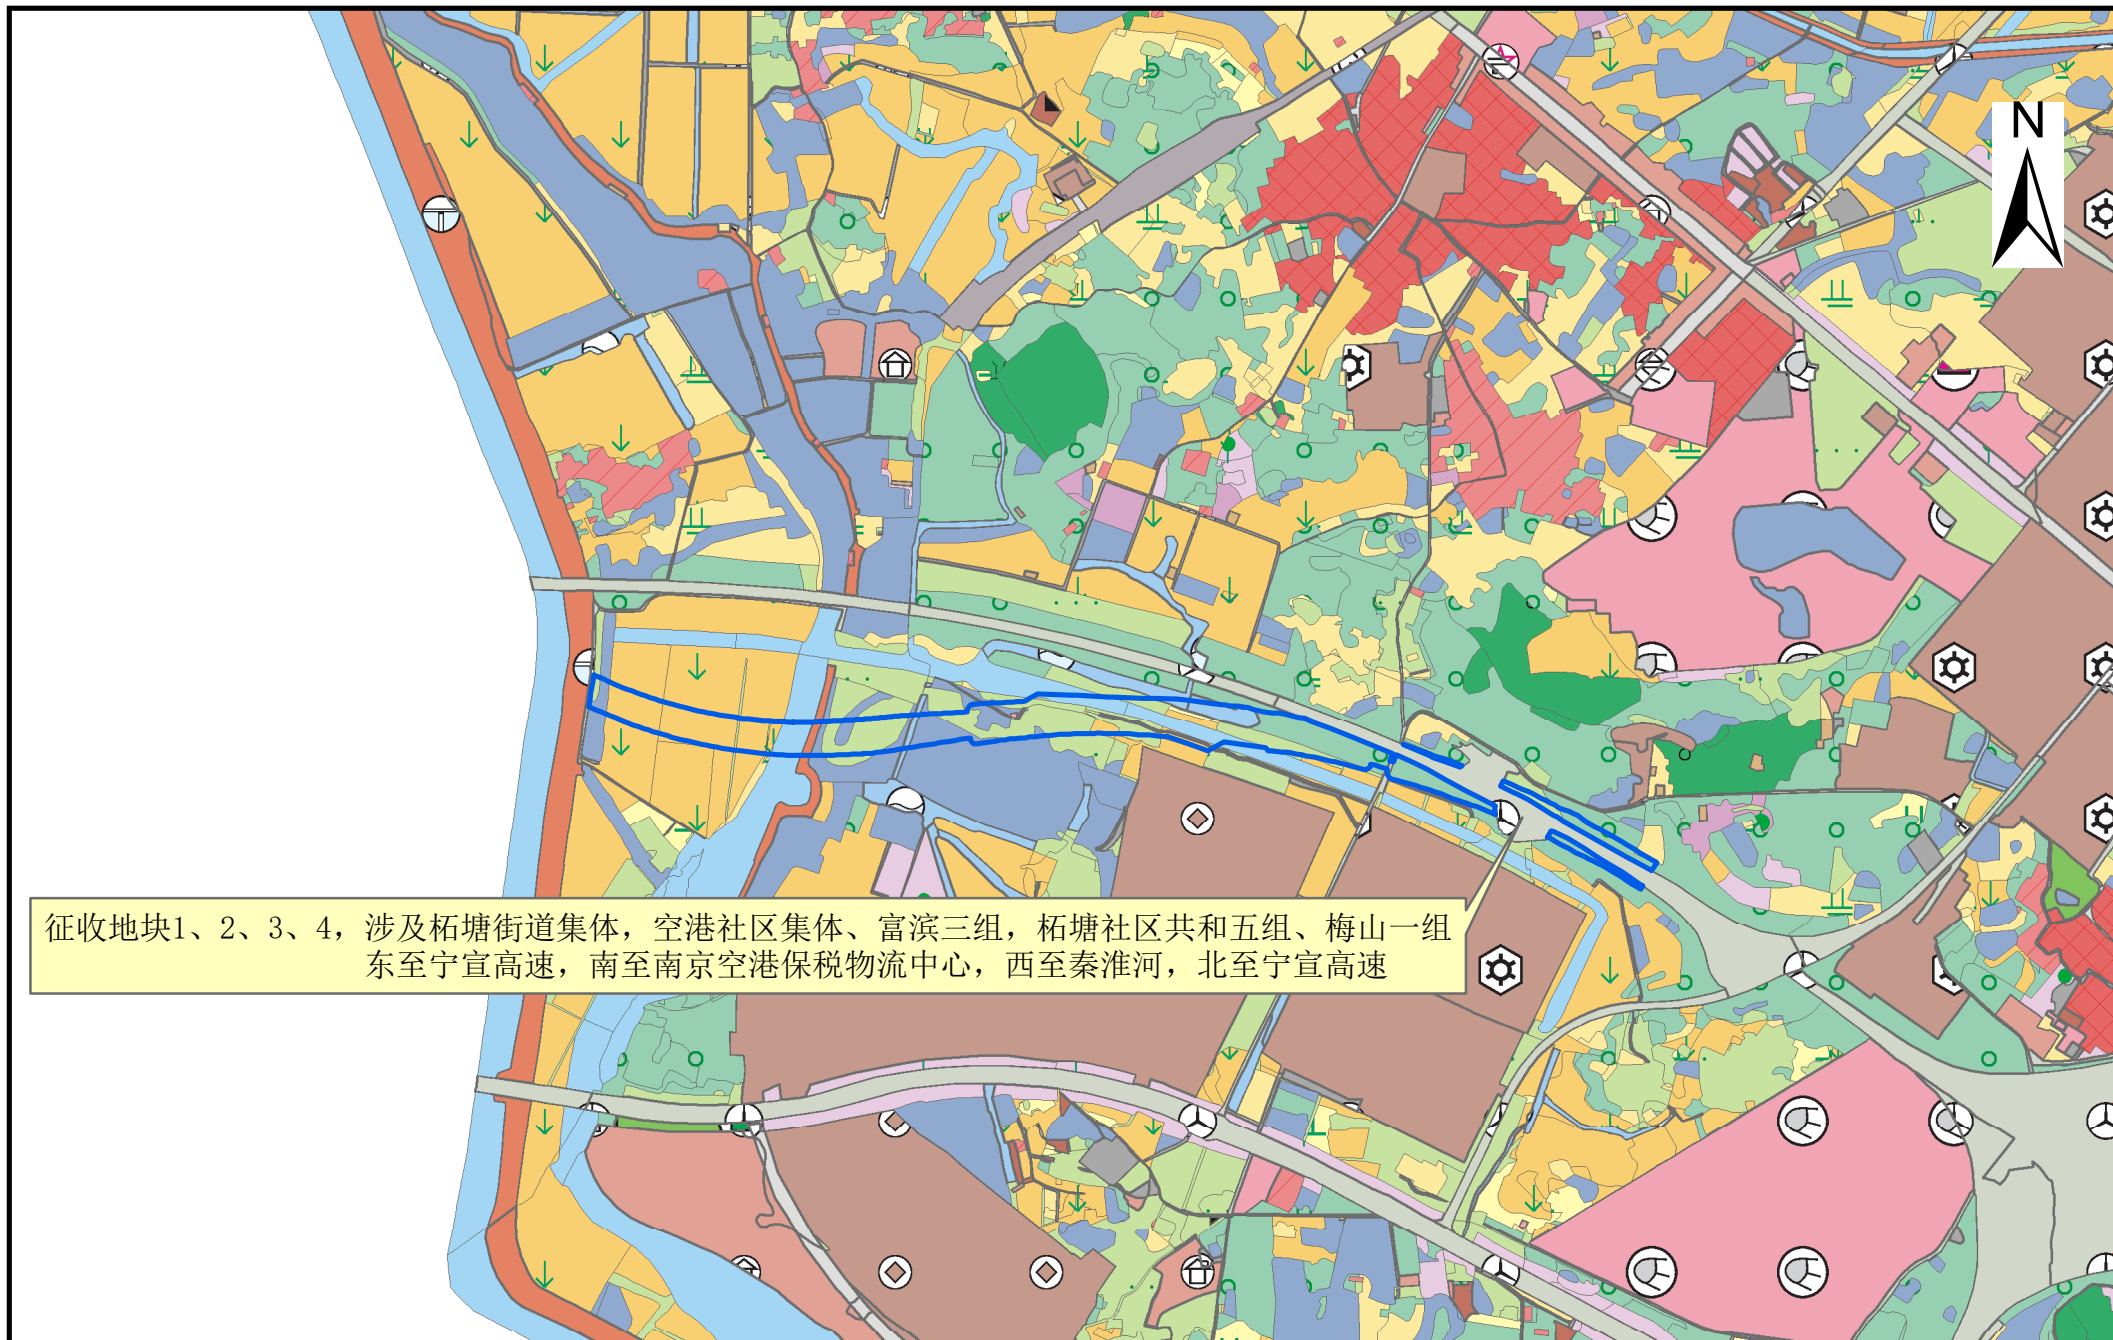 N
征收地块1、2、3、4，涉及柘塘街道集体，空港社区集体、富滨三组，柘塘社区共和五组、梅山一组
东至宁宣高速，南至南京空港保税物流中心，西至秦淮河，北至宁宣高速